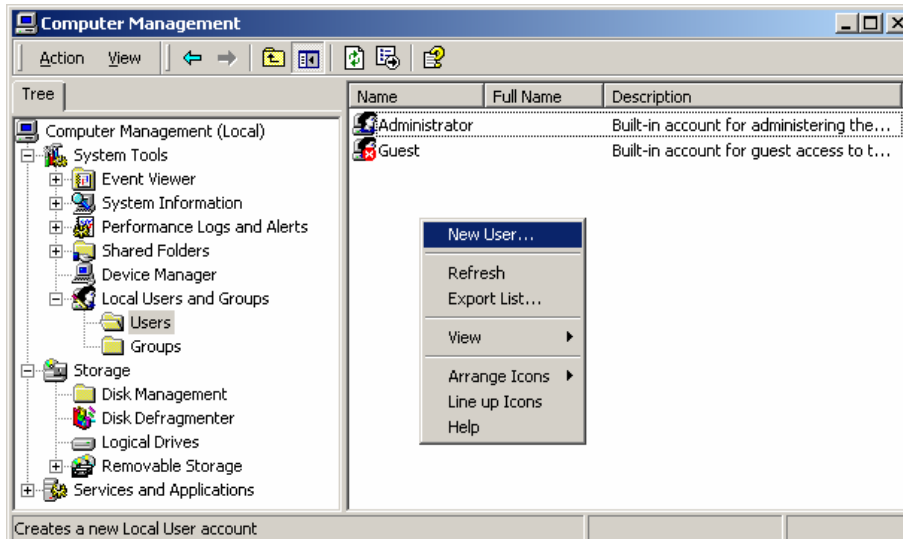 Computer Management
Action View
Tree
Name Full Name Description
Computer Management (Local)
System Tools
Event Viewer
System Information
Performance Logs and Alerts
Shared Folders
Device Manager
Local Users and Groups
Users
Groups
Storage
Disk Management
Disk Defragmenter
Logical Drives
Removable Storage
Services and Applications
Administrator Built-in account for administering the...
Guest Built-in account for guest access to t...
New User...
Refresh
Export List...
View
Arrange Icons
Line up Icons
Help
Creates a new Local User account